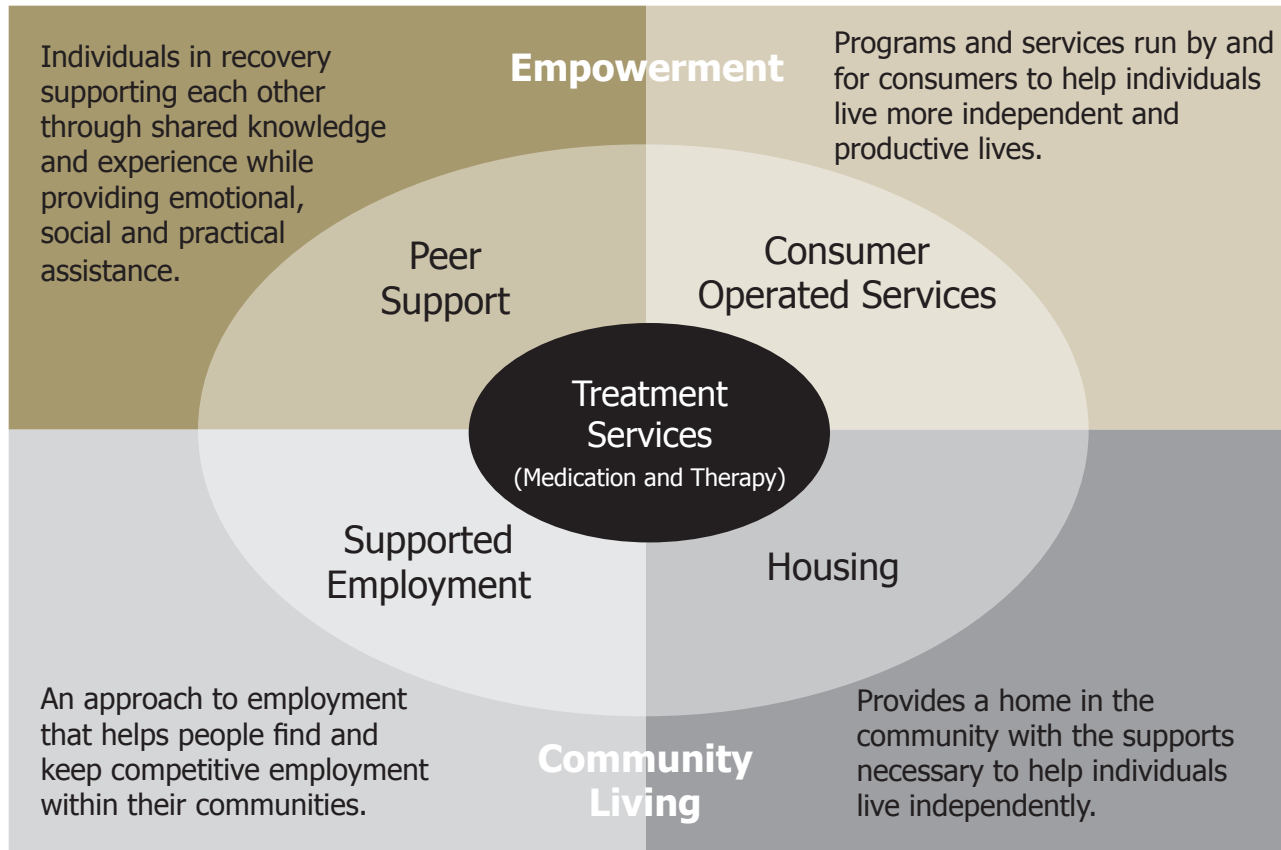 Empowerment
Individuals in recovery
supporting each other
through shared knowledge
and experience while
providing emotional,
social and practical
assistance.
Programs and services run by and
for consumers to help individuals
live more independent and
productive lives.
Peer
Support
Consumer
Operated Services
Treatment
Services
(Medication and Therapy)
Supported
Employment
Housing
An approach to employment
that helps people find and
keep competitive employment
within their communities.
Provides a home in the
community with the supports
necessary to help individuals
live independently.
Community
Living